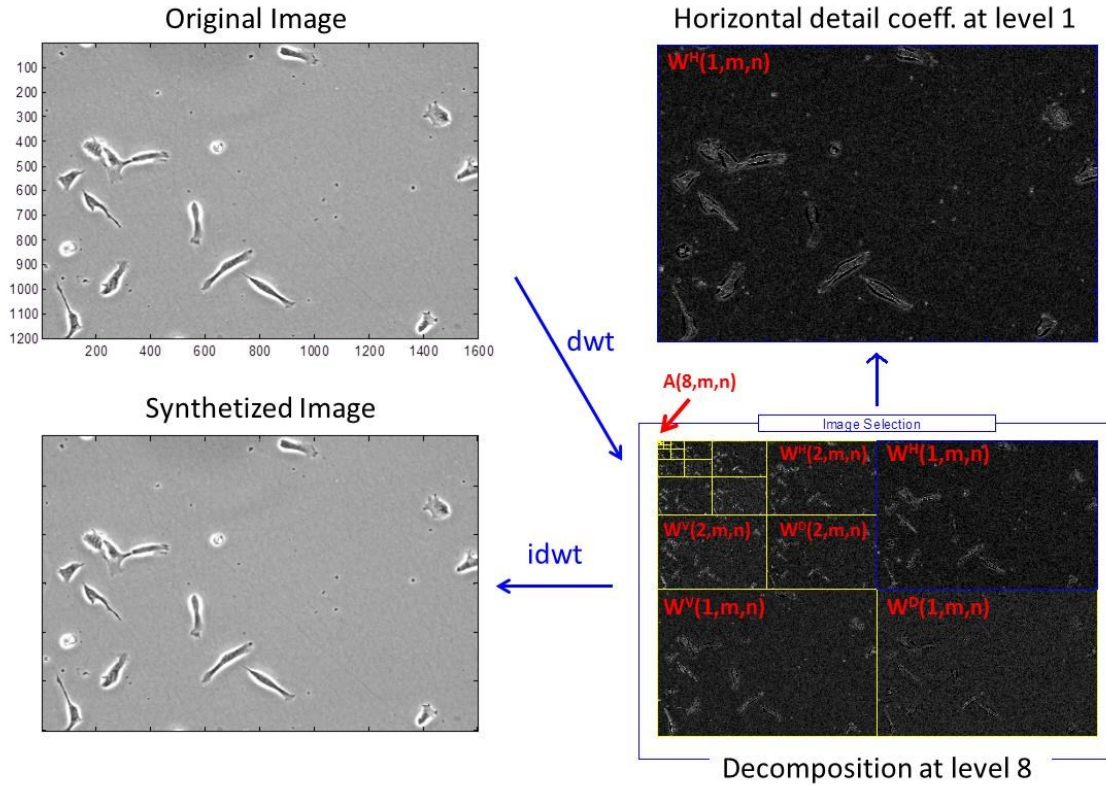 Original Image
100
200
300
400
500
600
700
800
900
1000
1100
1200
200 400 600 800 1000 1200 1400 1600
Horizontal detail coeff. at level 1
W^H(1,m,n)
dwt
Synthetized Image
idwt
A(8,m,n)
Image Selection
W^H(2,m,n)
W^H(1,m,n)
W^V(2,m,n)
W^D(2,m,n)
W^V(1,m,n)
W^D(1,m,n)
Decomposition at level 8